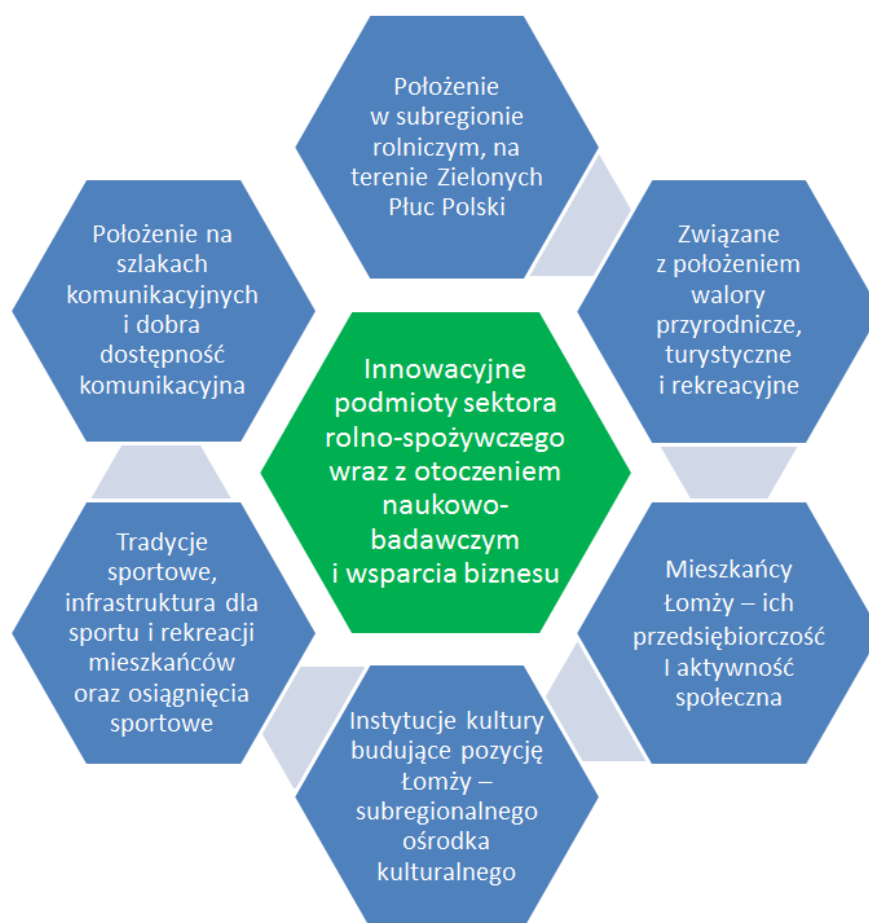 Położenie
w subregionie
rolniczym, na
terenie Zielonych
Płuc Polski
Związane
z położeniem
walory
przyrodnicze,
turystyczne
i rekreacyjne
Mieszkańcy
Łomży – ich
przedsiębiorczość
I aktywność
społeczna
Instytucje kultury
budujące pozycję
Łomży –
subregionalnego
ośrodka
kulturalnego
Tradycje
sportowe,
infrastruktura dla
sportu i rekreacji
mieszkańców
oraz osiągnięcia
sportowe
Położenie na
szlakach
komunikacyjnych
i dobra
dostępność
komunikacyjna
Innowacyjne
podmioty sektora
rolno-spożywczego
wraz z otoczeniem
naukowo-
badawczym
i wsparcia biznesu